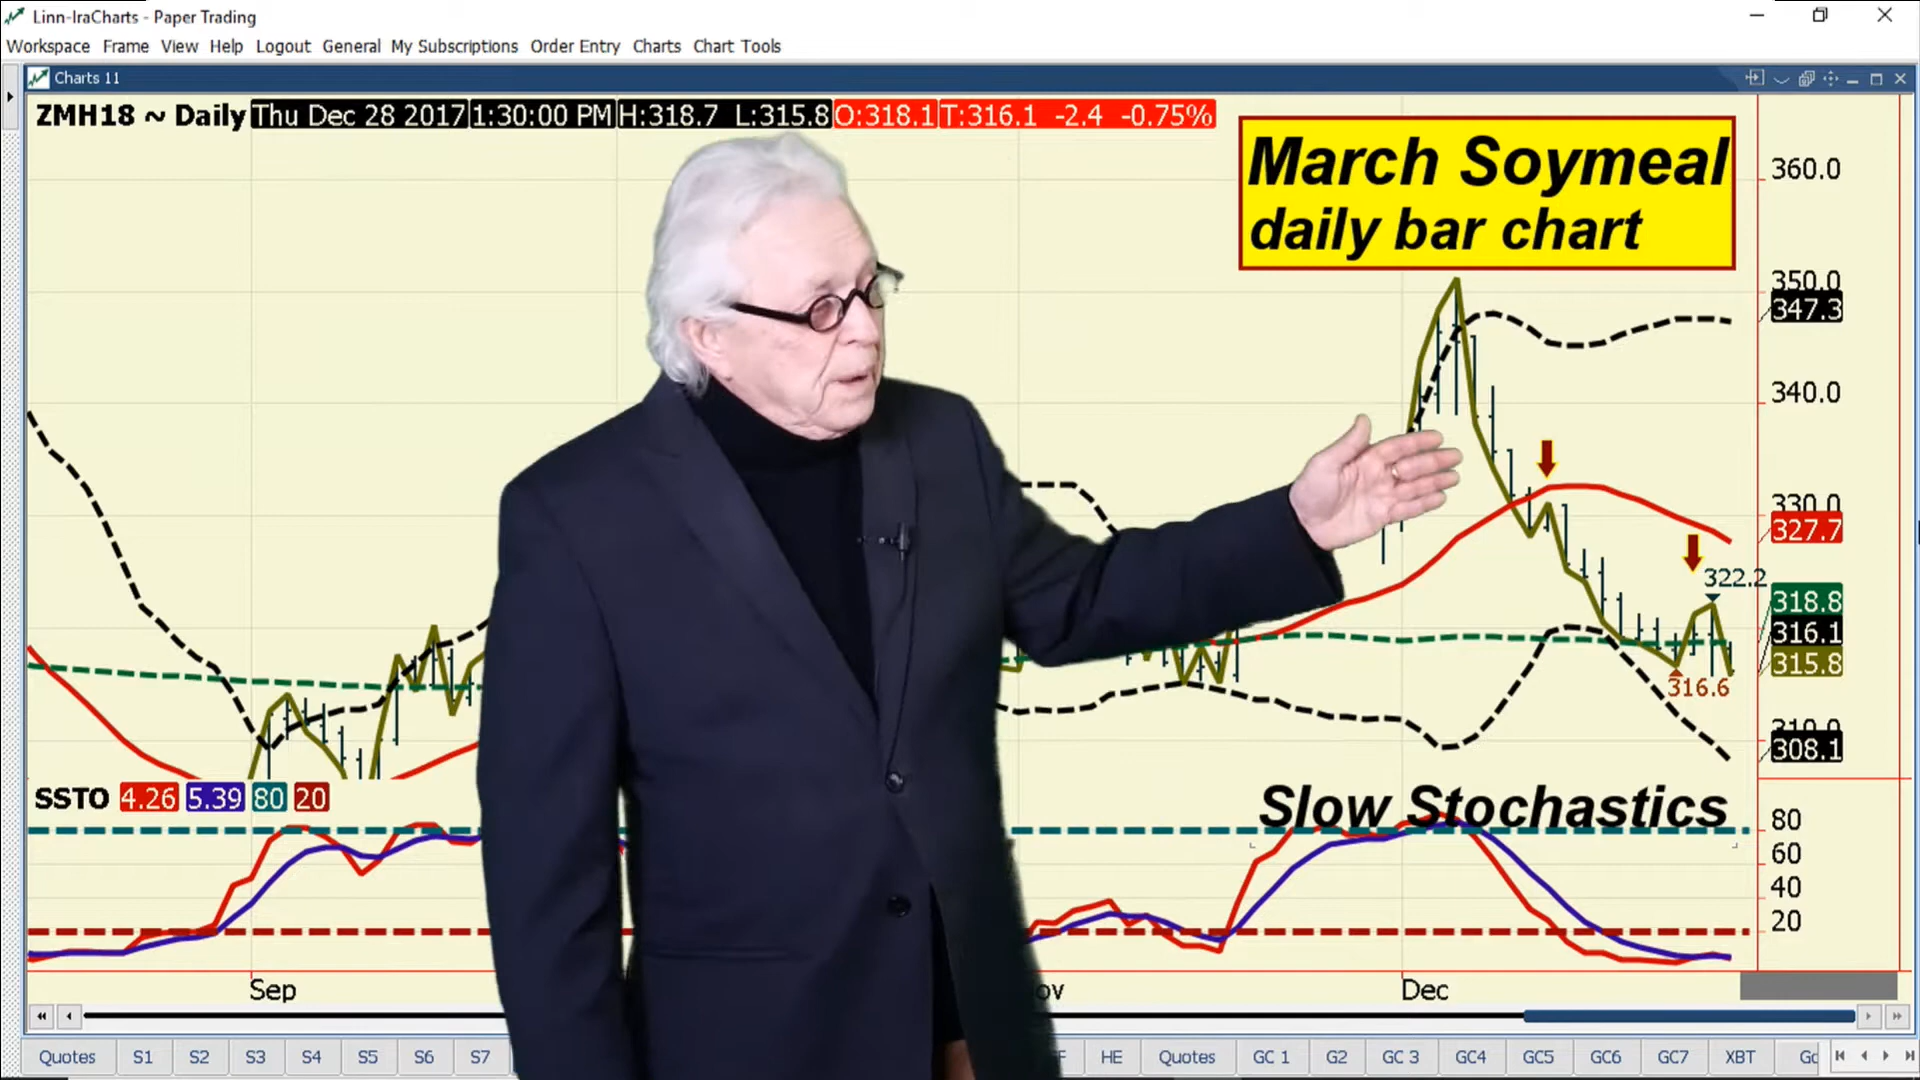 Linn-IraCharts - Paper Trading
Workspace Frame View Help Logout General My Subscriptions Order Entry Charts Chart Tools
Charts 11
ZMH18 ~ Daily Thu Dec 28 2017 1:30:00 PM H:318.7 L:315.8 O:318.1 T:316.1 -2.4 -0.75%
March Soymeal
daily bar chart
360.0
350.0
347.3
340.0
330.0
327.7
322.2
318.8
316.1
315.8
316.6
310.0
308.1
SSTO 4.26 5.39 80 20
Slow Stochastics
80
60
40
20
Sep ov Dec
Quotes S1 S2 S3 S4 S5 S6 S7 HE Quotes GC 1 G2 GC 3 GC4 GC5 GC6 GC7 XBT